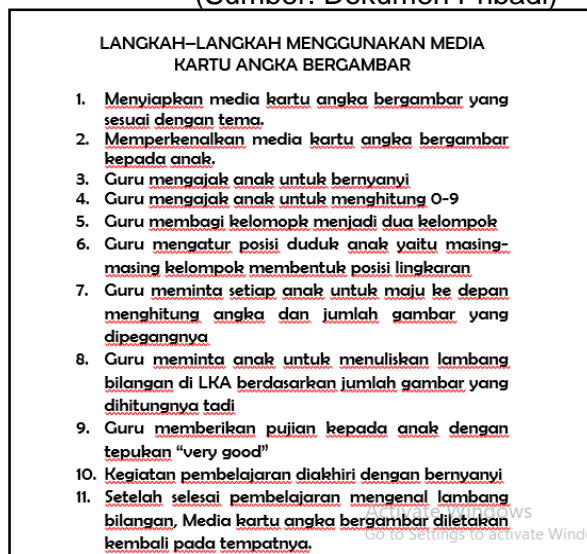 (Sumber: Dokumen Pribadi)
LANGKAH–LANGKAH MENGGUNAKAN MEDIA
KARTU ANGKA BERGAMBAR
1. Menyiapkan media kartu angka bergambar yang
sesuai dengan tema.
2. Memperkenalkan media kartu angka bergambar
kepada anak.
3. Guru mengajak anak untuk bernyanyi
4. Guru mengajak anak untuk menghitung 0-9
5. Guru membagi kelomopk menjadi dua kelompok
6. Guru mengatur posisi duduk anak yaitu masing-
masing kelompok membentuk posisi lingkaran
7. Guru meminta setiap anak untuk maju ke depan
menghitung angka dan jumlah gambar yang
dipegangnya
8. Guru meminta anak untuk menuliskan lambang
bilangan di LKA berdasarkan jumlah gambar yang
dihitungnya tadi
9. Guru memberikan pujian kepada anak dengan
tepukan “very good”
10. Kegiatan pembelajaran diakhiri dengan bernyanyi
11. Setelah selesai pembelajaran mengenal lambang
bilangan, Media kartu angka bergambar diletakan
kembali pada tempatnya.
Activate Windows
Go to Settings to activate Wind